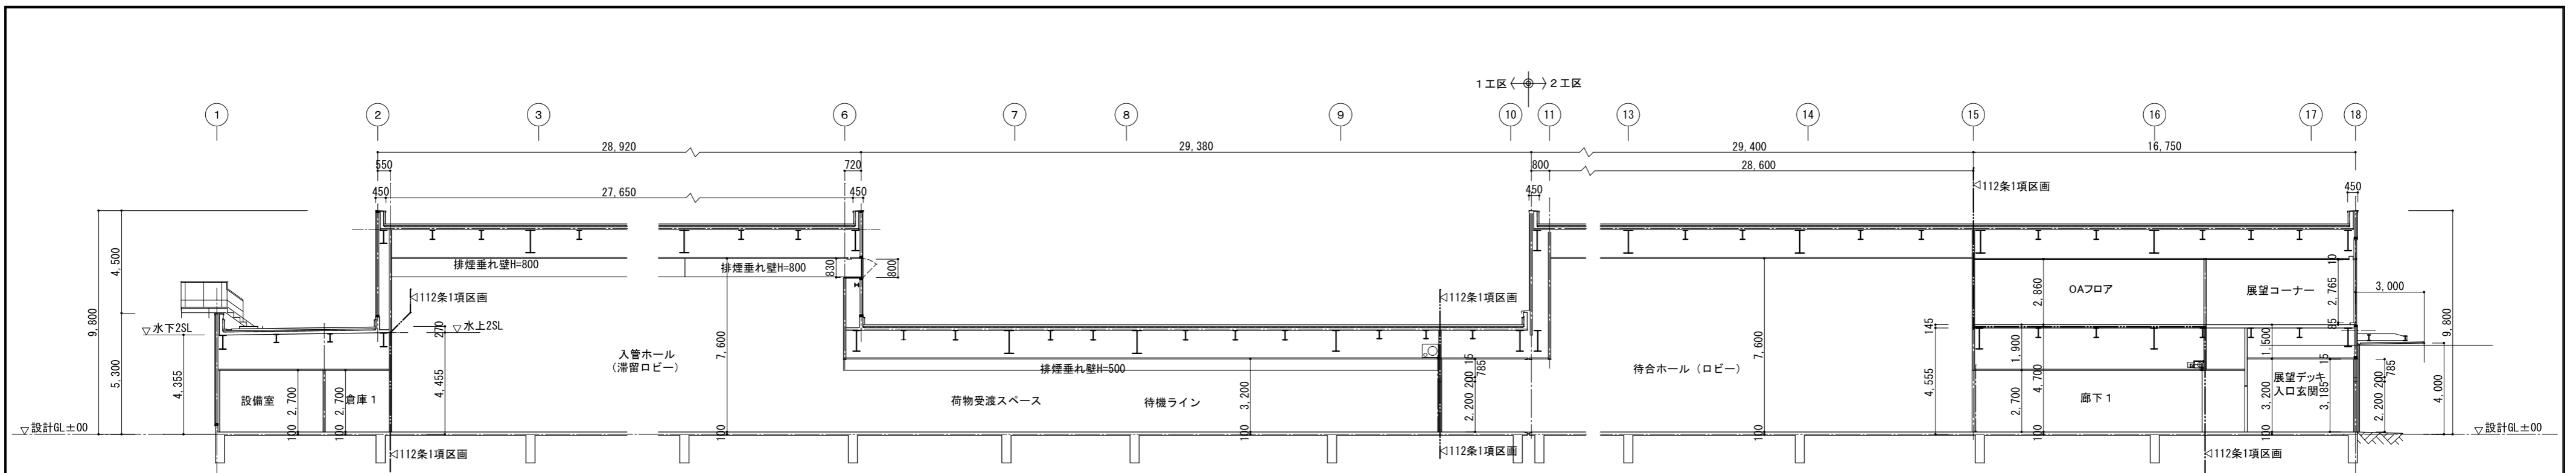 1工区 2工区
1 2 3 6 7 8 9 10 11 13 14 15 16 17 18
28,920 29,380 29,400 16,750
550 720 800 28,600
450 27,650 450 450 ◁112条1項区画 450
排煙垂れ壁H=800 排煙垂れ壁H=800 830 800
9,800 4,500 5,300
◁112条1項区画 ◁112条1項区画
2,860 OAフロア 展望コーナー 10 2,765 85 3,000
▽水下2SL 270 ▽水上2SL
145 1,500 9,800
4,355 4,455
入管ホール
(滞留ロビー)
7,600
排煙垂れ壁H=500
15 785
待合ホール(ロビー)
7,600
1,900 15 785
設備室 2,700 2,700 倉庫1
荷物受渡スペース 待機ライン 3,200 200 2,200
4,555 2,700 4,700 廊下1 3,200
展望デッキ
入口玄関
3,185 200 2,200 4,000
▽設計GL±00 100 100 100 100 100 100 100 100 ▽設計GL±00
◁112条1項区画 ◁112条1項区画 ◁112条1項区画